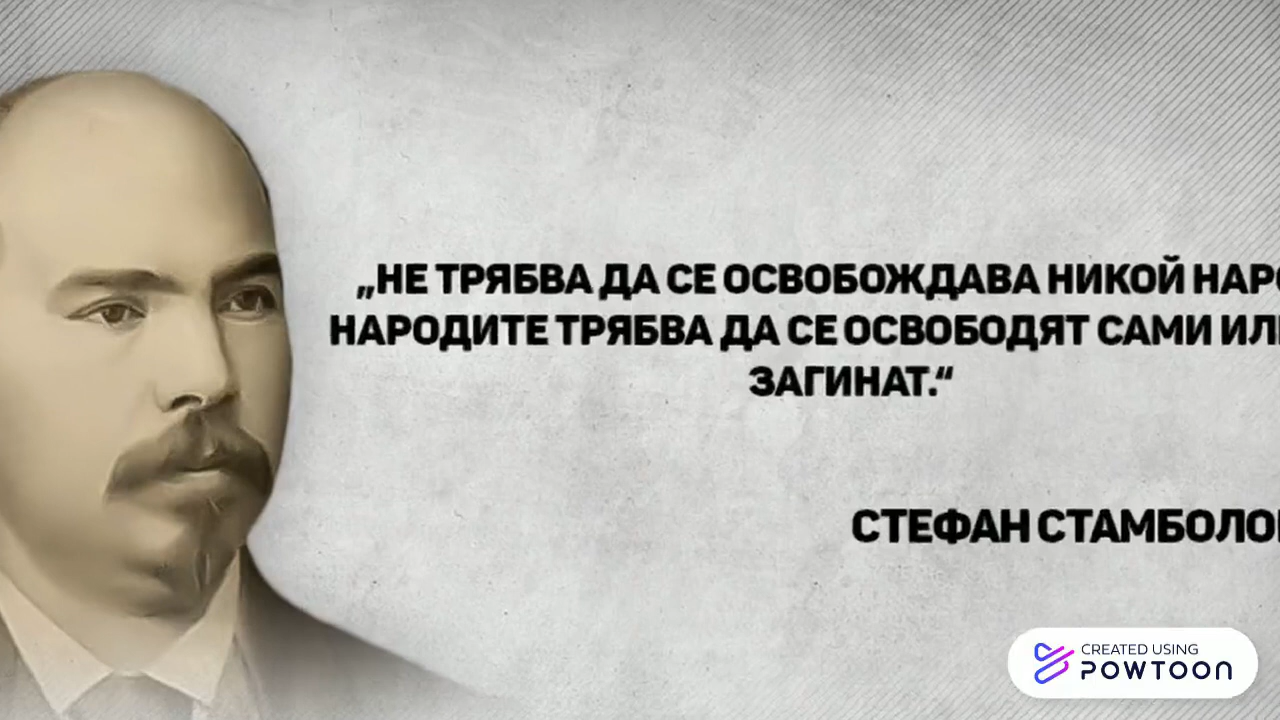 „НЕ ТРЯБВА ДА СЕ ОСВОБОЖДАВА НИКОЙ
НАРОДИТЕ ТРЯБВА ДА СЕ ОСВОБОДЯТ САМИ
ЗАГИНАТ.“
СТЕФАН
CREATED USING
POWTOON